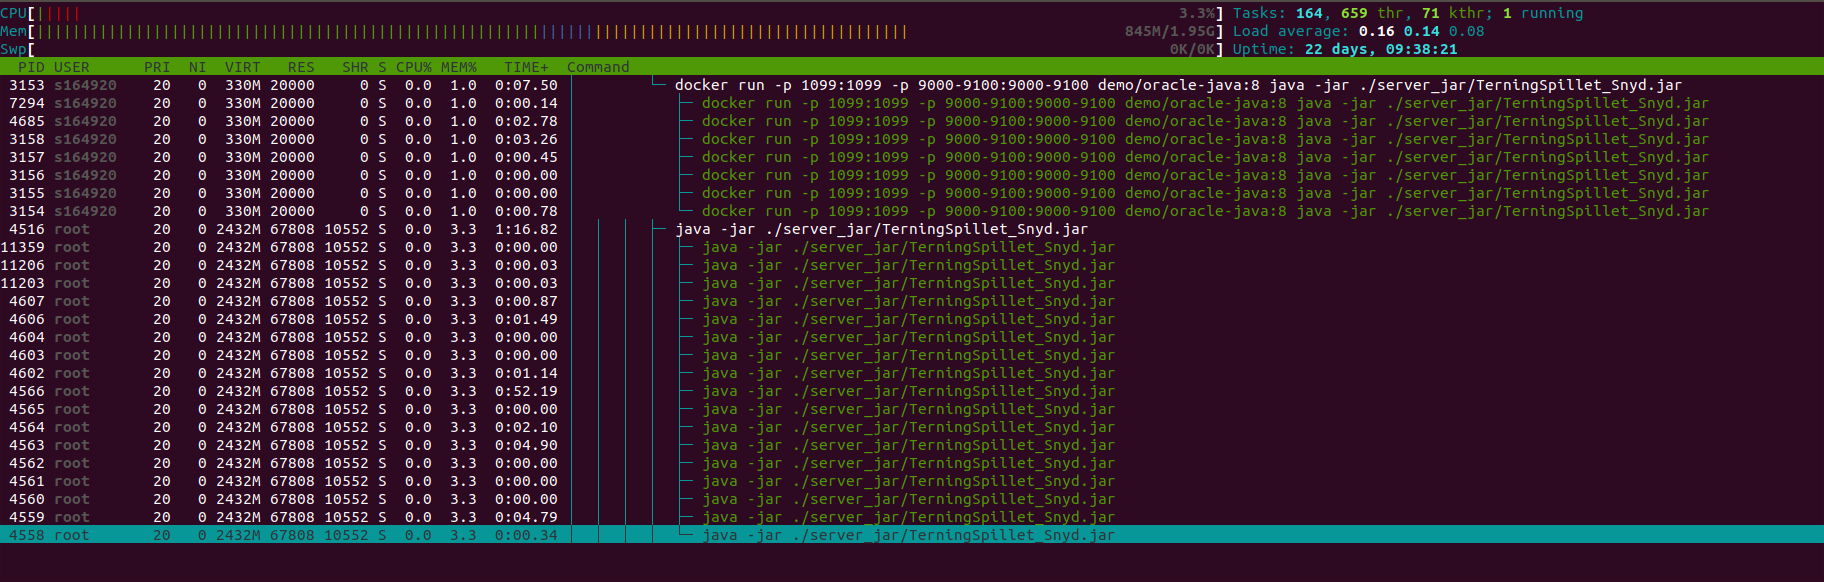 CPU[||||| 3.3%] Tasks: 164, 659 thr, 71 kthr; 1 running
Mem[||||||||||||||||||||||||||||||||||||||||||||||||||||||||||||||||||||||||||||||||||||||||||||||||| 845M/1.95G] Load average: 0.16 0.14 0.08
Swp[ 0K/0K] Uptime: 22 days, 09:38:21
PID USER PRI NI VIRT RES SHR S CPU% MEM% TIME+ Command
3153 s164920 20 0 330M 20000 0 S 0.0 1.0 0:07.50 └─ docker run -p 1099:1099 -p 9000-9100:9000-9100 demo/oracle-java:8 java -jar ./server_jar/TerningSpillet_Snyd.jar
7294 s164920 20 0 330M 20000 0 S 0.0 1.0 0:00.14 ├─ docker run -p 1099:1099 -p 9000-9100:9000-9100 demo/oracle-java:8 java -jar ./server_jar/TerningSpillet_Snyd.jar
4685 s164920 20 0 330M 20000 0 S 0.0 1.0 0:02.78 ├─ docker run -p 1099:1099 -p 9000-9100:9000-9100 demo/oracle-java:8 java -jar ./server_jar/TerningSpillet_Snyd.jar
3158 s164920 20 0 330M 20000 0 S 0.0 1.0 0:03.26 ├─ docker run -p 1099:1099 -p 9000-9100:9000-9100 demo/oracle-java:8 java -jar ./server_jar/TerningSpillet_Snyd.jar
3157 s164920 20 0 330M 20000 0 S 0.0 1.0 0:00.45 ├─ docker run -p 1099:1099 -p 9000-9100:9000-9100 demo/oracle-java:8 java -jar ./server_jar/TerningSpillet_Snyd.jar
3156 s164920 20 0 330M 20000 0 S 0.0 1.0 0:00.00 ├─ docker run -p 1099:1099 -p 9000-9100:9000-9100 demo/oracle-java:8 java -jar ./server_jar/TerningSpillet_Snyd.jar
3155 s164920 20 0 330M 20000 0 S 0.0 1.0 0:00.00 ├─ docker run -p 1099:1099 -p 9000-9100:9000-9100 demo/oracle-java:8 java -jar ./server_jar/TerningSpillet_Snyd.jar
3154 s164920 20 0 330M 20000 0 S 0.0 1.0 0:00.78 └─ docker run -p 1099:1099 -p 9000-9100:9000-9100 demo/oracle-java:8 java -jar ./server_jar/TerningSpillet_Snyd.jar
4516 root 20 0 2432M 67808 10552 S 0.0 3.3 1:16.82 │ │ │ ├─ java -jar ./server_jar/TerningSpillet_Snyd.jar
11359 root 20 0 2432M 67808 10552 S 0.0 3.3 0:00.00 │ │ │ │ ├─ java -jar ./server_jar/TerningSpillet_Snyd.jar
11206 root 20 0 2432M 67808 10552 S 0.0 3.3 0:00.03 │ │ │ │ ├─ java -jar ./server_jar/TerningSpillet_Snyd.jar
11203 root 20 0 2432M 67808 10552 S 0.0 3.3 0:00.03 │ │ │ │ ├─ java -jar ./server_jar/TerningSpillet_Snyd.jar
4607 root 20 0 2432M 67808 10552 S 0.0 3.3 0:00.87 │ │ │ │ ├─ java -jar ./server_jar/TerningSpillet_Snyd.jar
4606 root 20 0 2432M 67808 10552 S 0.0 3.3 0:01.49 │ │ │ │ ├─ java -jar ./server_jar/TerningSpillet_Snyd.jar
4604 root 20 0 2432M 67808 10552 S 0.0 3.3 0:00.00 │ │ │ │ ├─ java -jar ./server_jar/TerningSpillet_Snyd.jar
4603 root 20 0 2432M 67808 10552 S 0.0 3.3 0:00.00 │ │ │ │ ├─ java -jar ./server_jar/TerningSpillet_Snyd.jar
4602 root 20 0 2432M 67808 10552 S 0.0 3.3 0:01.14 │ │ │ │ ├─ java -jar ./server_jar/TerningSpillet_Snyd.jar
4566 root 20 0 2432M 67808 10552 S 0.0 3.3 0:52.19 │ │ │ │ ├─ java -jar ./server_jar/TerningSpillet_Snyd.jar
4565 root 20 0 2432M 67808 10552 S 0.0 3.3 0:00.00 │ │ │ │ ├─ java -jar ./server_jar/TerningSpillet_Snyd.jar
4564 root 20 0 2432M 67808 10552 S 0.0 3.3 0:02.10 │ │ │ │ ├─ java -jar ./server_jar/TerningSpillet_Snyd.jar
4563 root 20 0 2432M 67808 10552 S 0.0 3.3 0:04.90 │ │ │ │ ├─ java -jar ./server_jar/TerningSpillet_Snyd.jar
4562 root 20 0 2432M 67808 10552 S 0.0 3.3 0:00.00 │ │ │ │ ├─ java -jar ./server_jar/TerningSpillet_Snyd.jar
4561 root 20 0 2432M 67808 10552 S 0.0 3.3 0:00.00 │ │ │ │ ├─ java -jar ./server_jar/TerningSpillet_Snyd.jar
4560 root 20 0 2432M 67808 10552 S 0.0 3.3 0:00.00 │ │ │ │ ├─ java -jar ./server_jar/TerningSpillet_Snyd.jar
4559 root 20 0 2432M 67808 10552 S 0.0 3.3 0:04.79 │ │ │ │ ├─ java -jar ./server_jar/TerningSpillet_Snyd.jar
4558 root 20 0 2432M 67808 10552 S 0.0 3.3 0:00.34 │ │ │ │ └─ java -jar ./server_jar/TerningSpillet_Snyd.jar